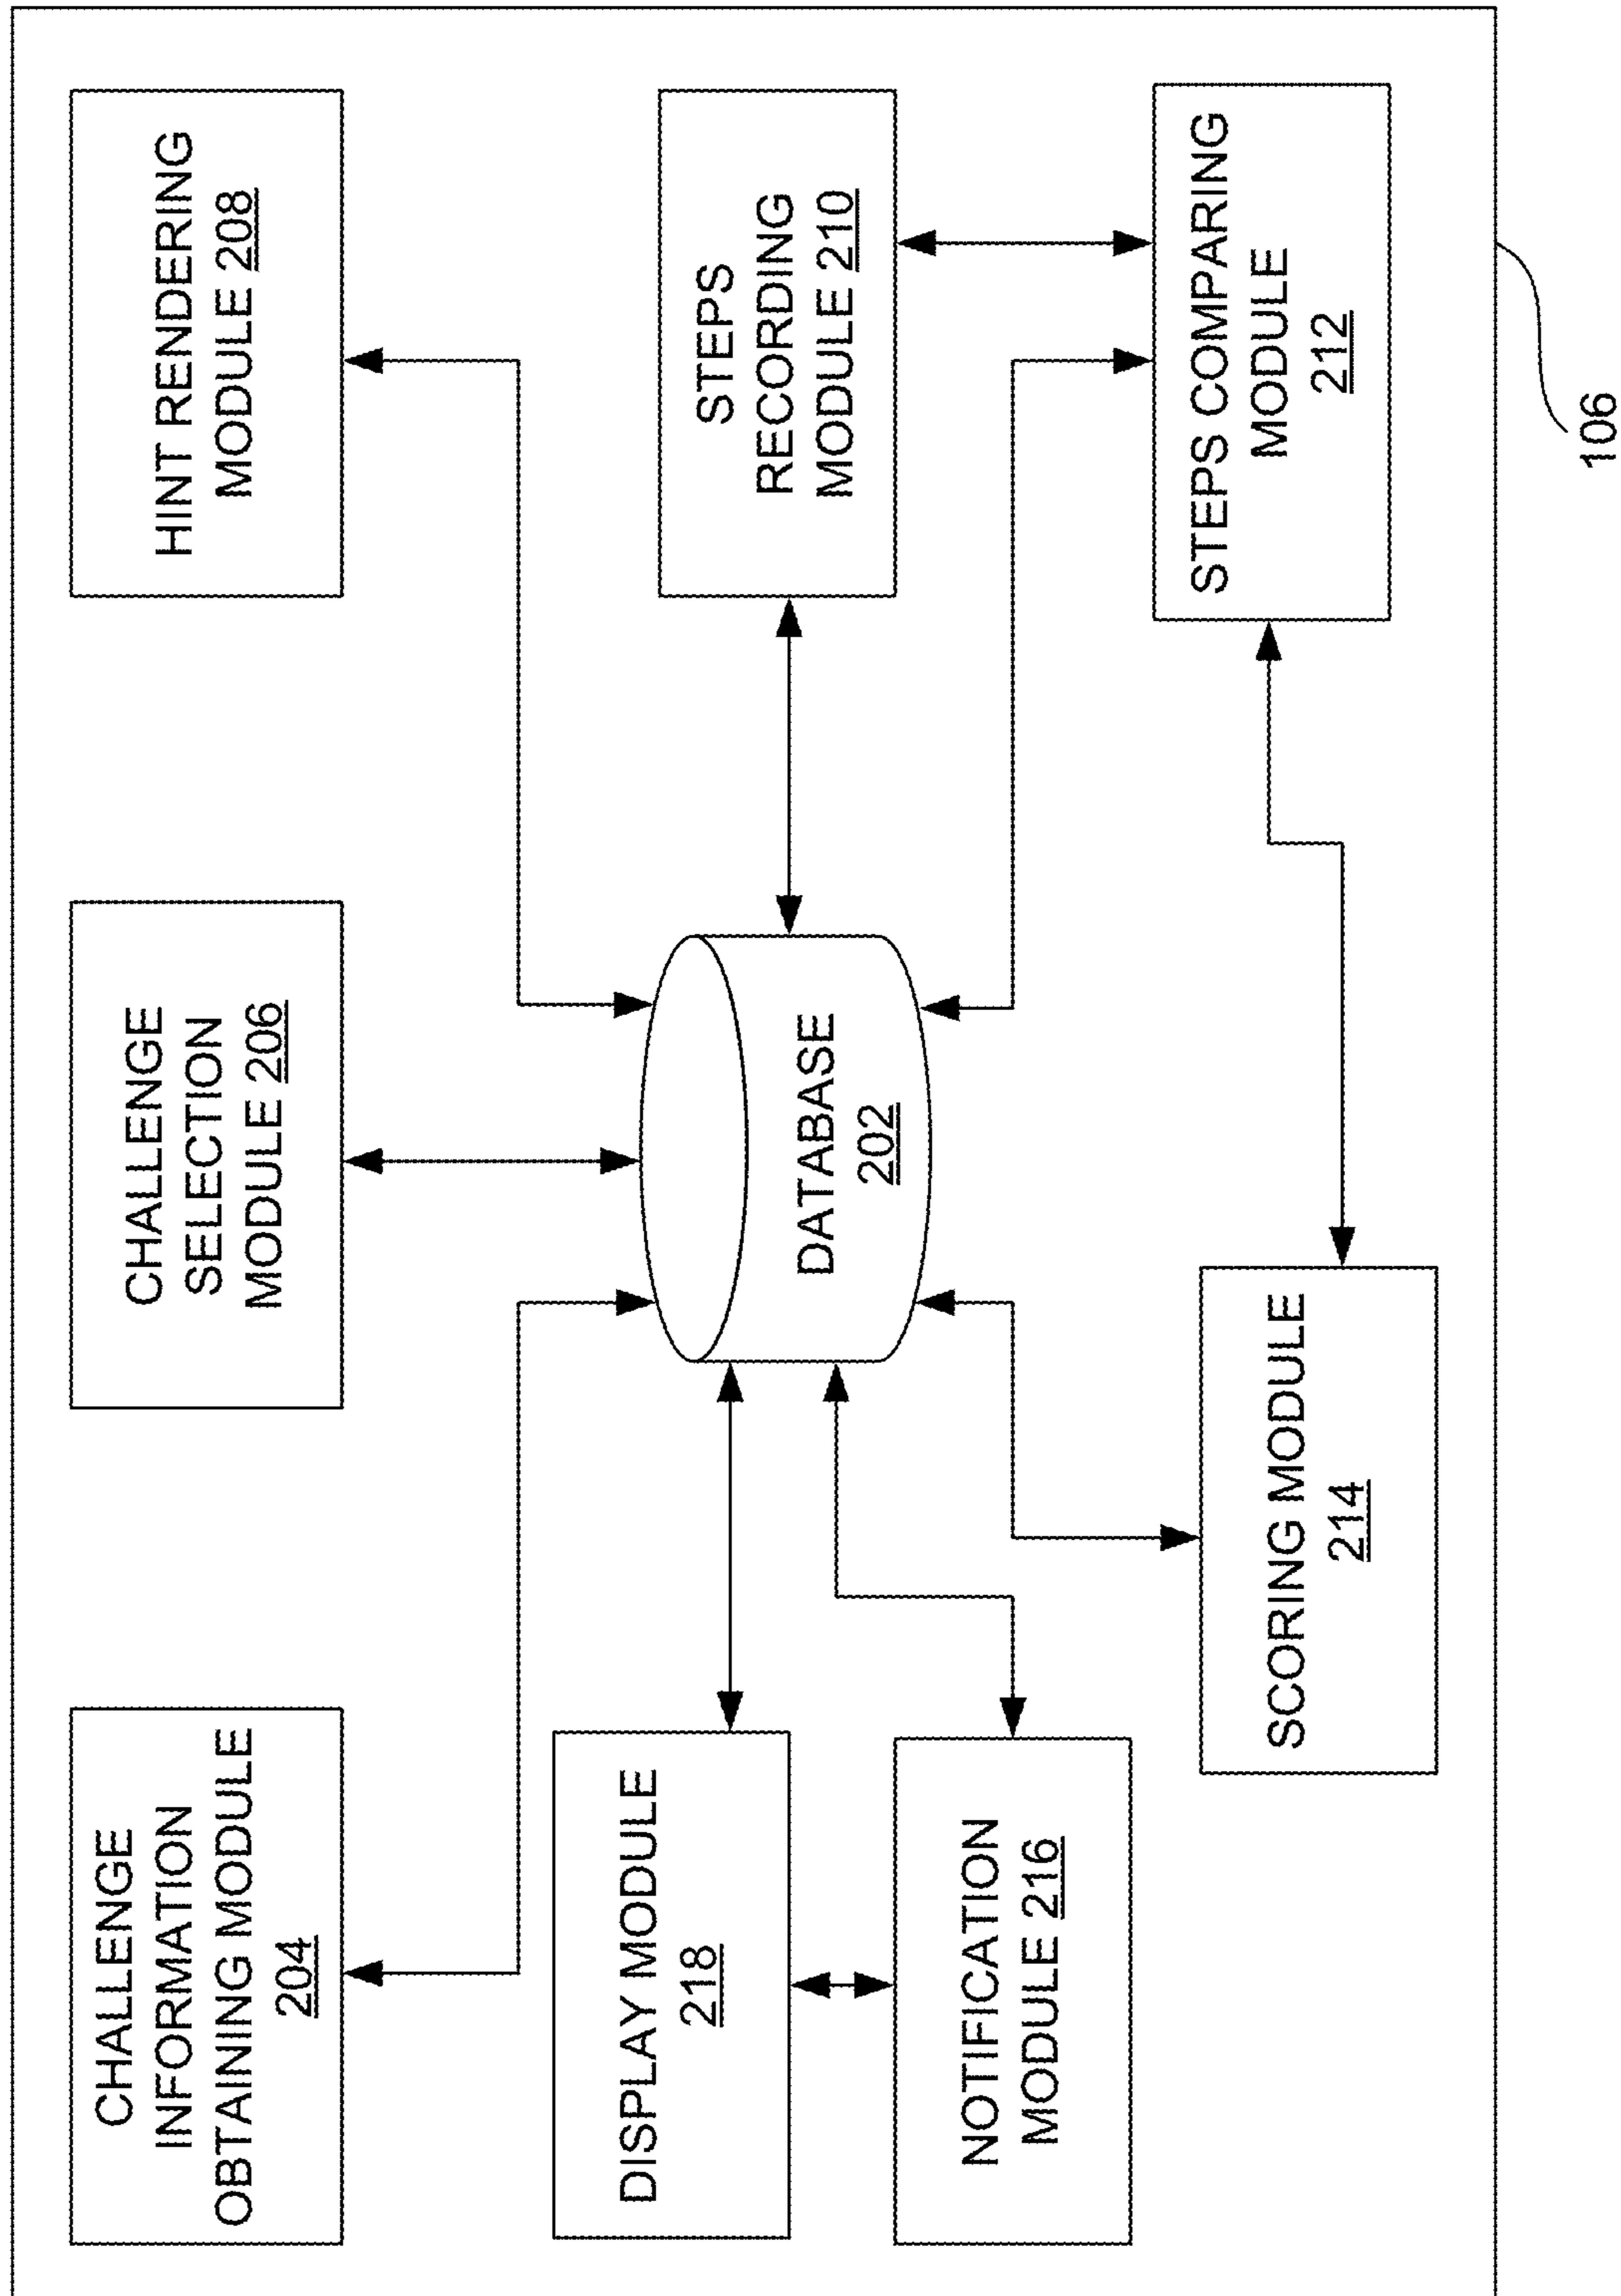 CHALLENGE
INFORMATION
OBTAINING MODULE
204
CHALLENGE
SELECTION
MODULE 206
HINT RENDERING
MODULE 208
DISPLAY MODULE
218
DATABASE
202
STEPS
RECORDING
MODULE 210
NOTIFICATION
MODULE 216
SCORING MODULE
214
STEPS COMPARING
MODULE
212
106